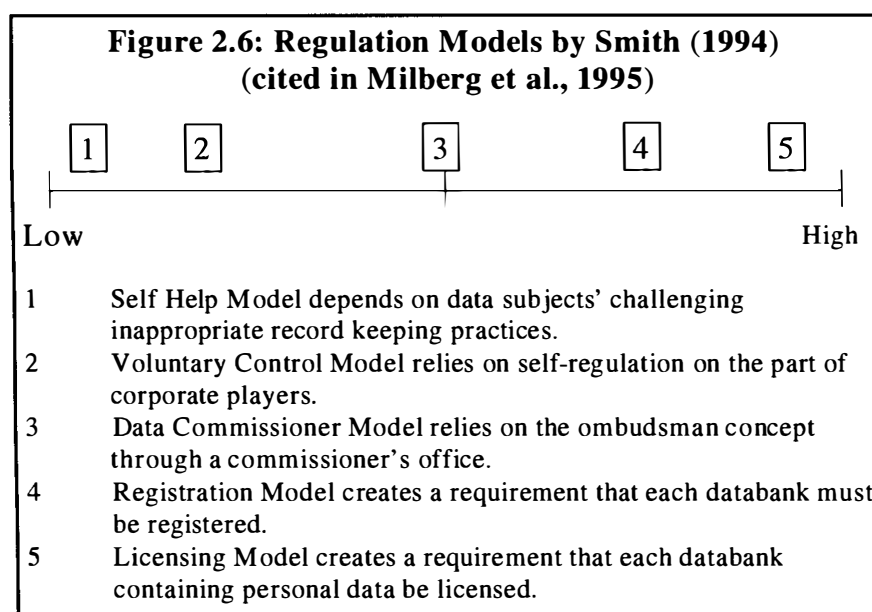 Figure 2.6: Regulation Models by Smith (1994)
(cited in Milberg et al., 1995)
1 2 3 4 5
Low High
1 Self Help Model depends on data subjects' challenging
inappropriate record keeping practices.
2 Voluntary Control Model relies on self-regulation on the part of
corporate players.
3 Data Commissioner Model relies on the ombudsman concept
through a commissioner's office.
4 Registration Model creates a requirement that each databank must
be registered.
5 Licensing Model creates a requirement that each databank
containing personal data be licensed.